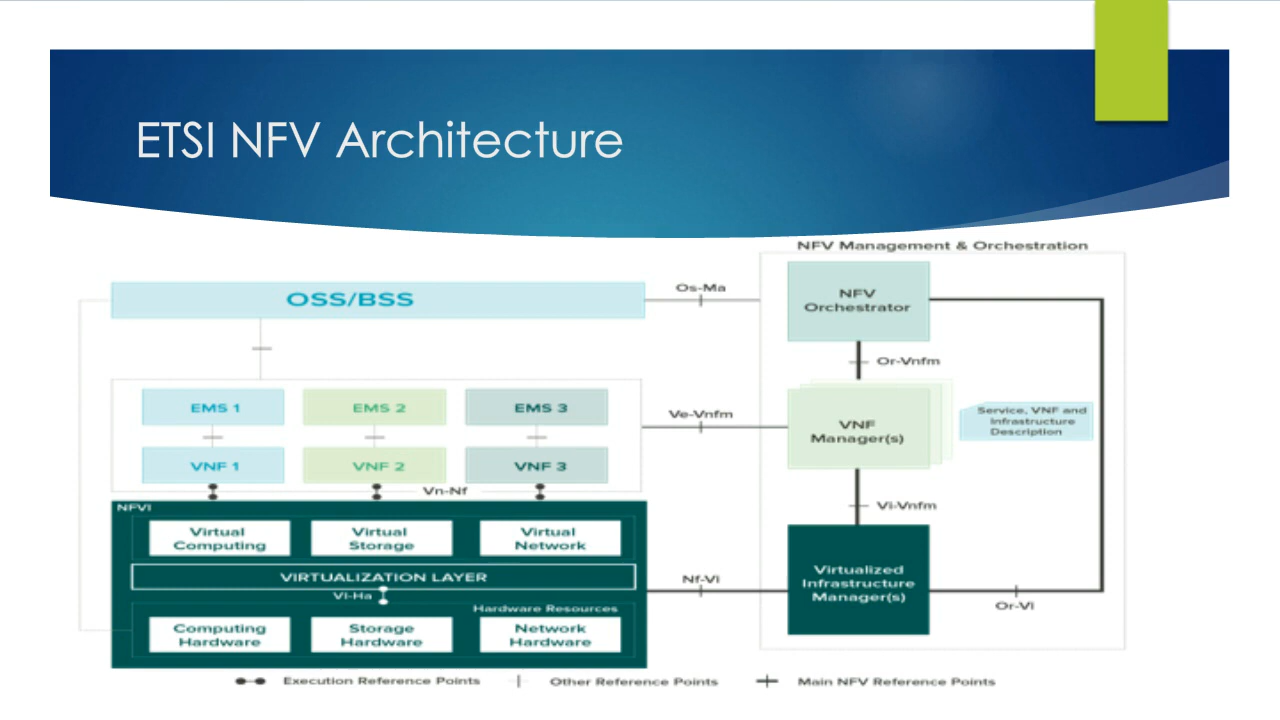 ETSI NFV Architecture
NFV Management & Orchestration
OSS/BSS
Os-Ma
NFV
Orchestrator
Or-Vnfm
EMS 1
EMS 2
EMS 3
Ve-Vnfm
VNF
Manager(s)
Service, VNF and
Infrastructure
Description
VNF 1
VNF 2
VNF 3
Vn-Nf
NFVI
Vi-Vnfm
Virtual
Computing
Virtual
Storage
Virtual
Network
VIRTUALIZATION LAYER
Nf-Vi
Virtualized
Infrastructure
Manager(s)
Or-Vi
VI-Ha
Hardware Resources
Computing
Hardware
Storage
Hardware
Network
Hardware
Execution Reference Points
Other Reference Points
Main NFV Reference Points